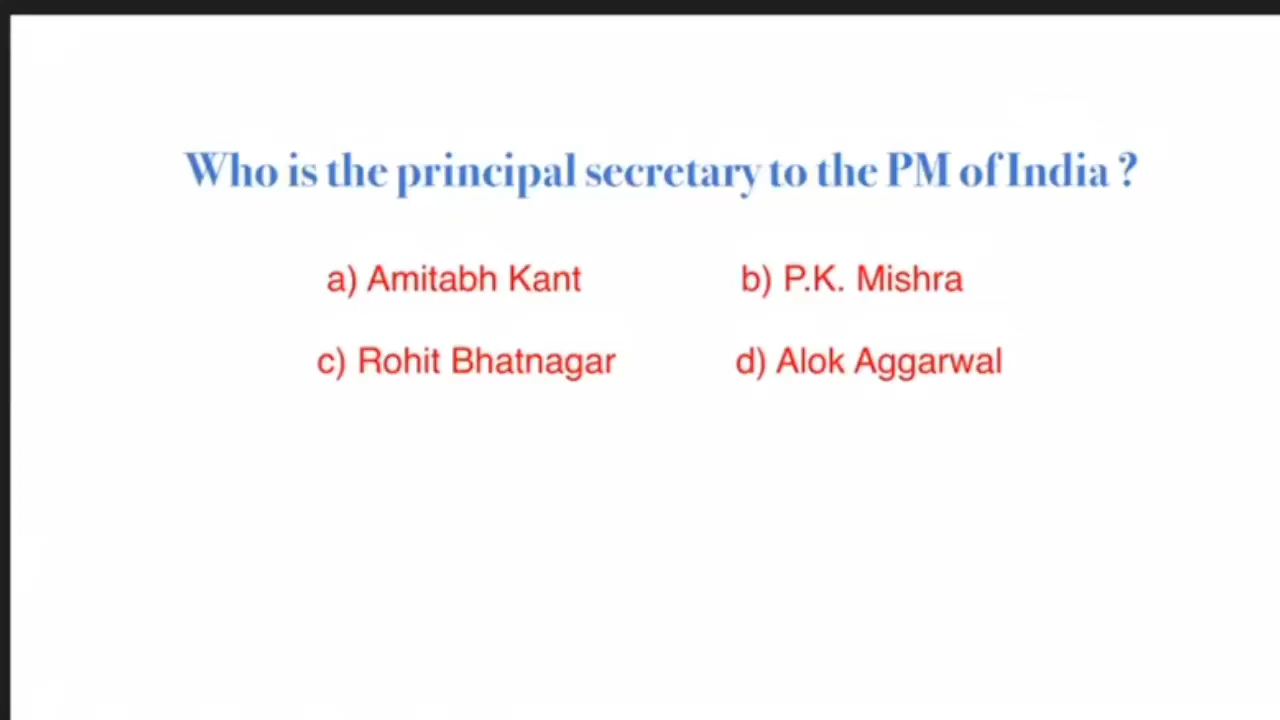 Who is the principal secretary to the PM of India ?
a) Amitabh Kant b) P.K. Mishra
c) Rohit Bhatnagar d) Alok Aggarwal